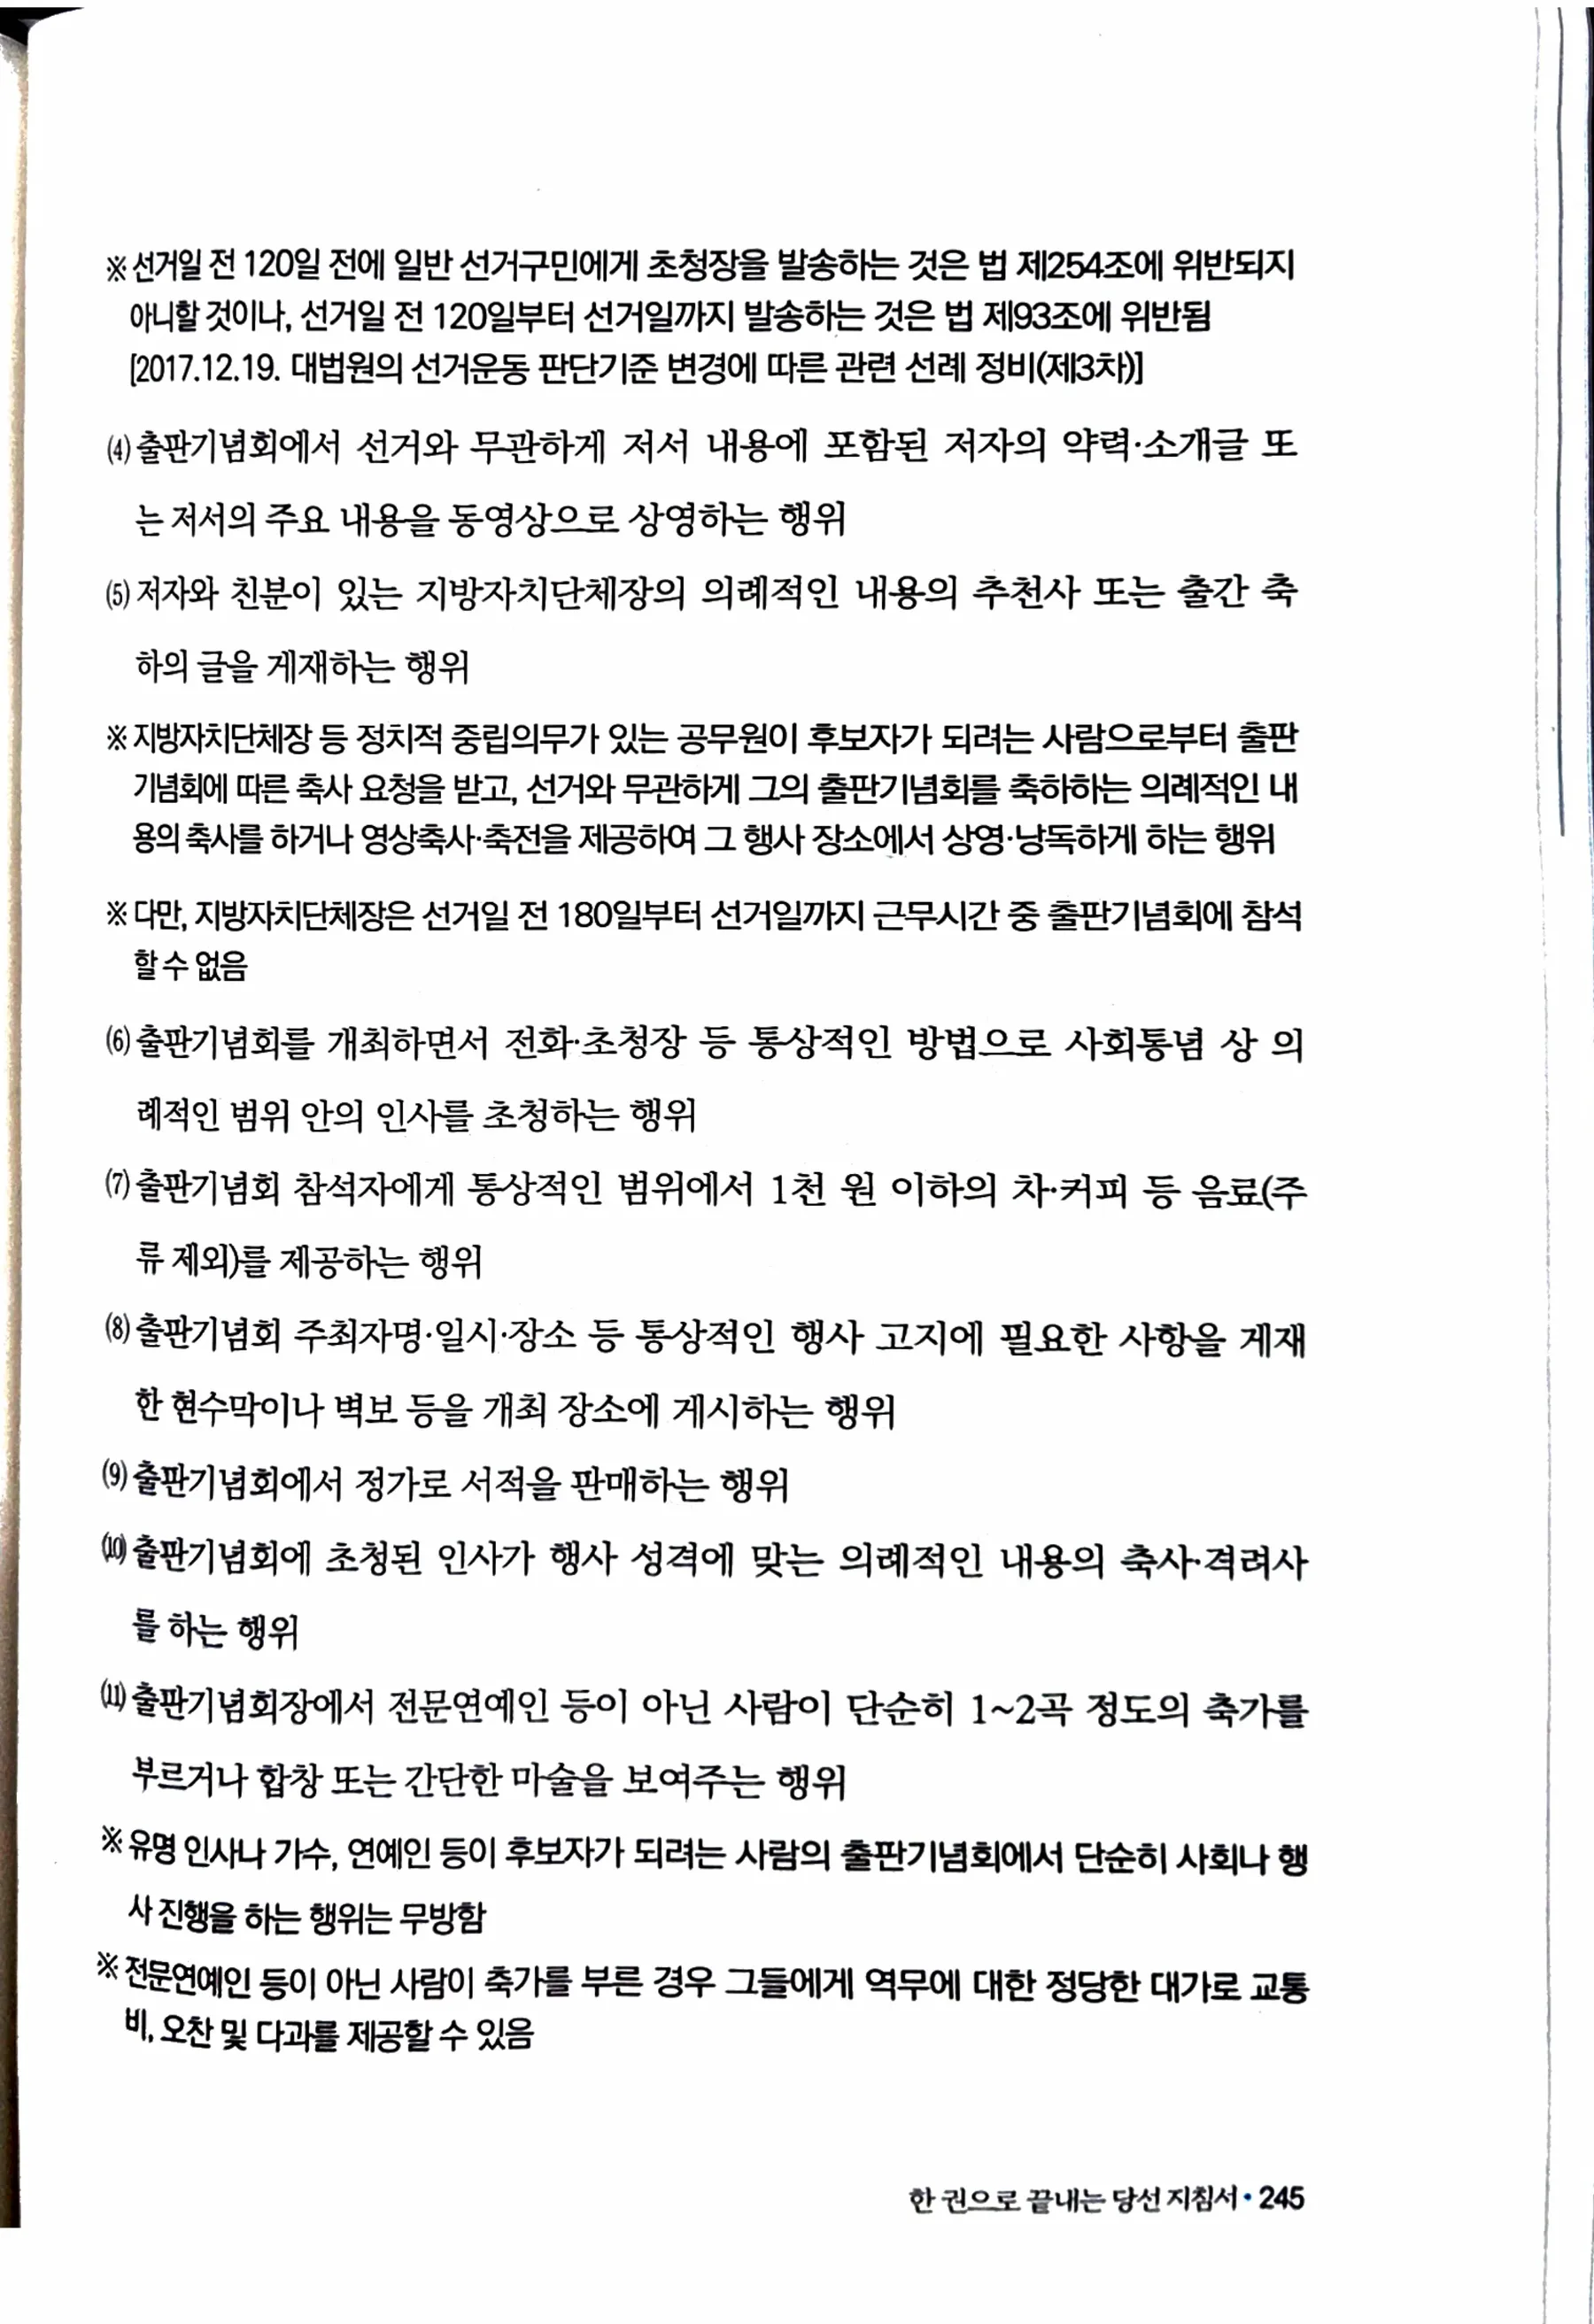 ※ 선거일 전 120일 전에 일반 선거구민에게 초청장을 발송하는 것은 법 제254조에 위반되지
아니할 것이나, 선거일 전 120일부터 선거일까지 발송하는 것은 법 제93조에 위반됨
[2017.12.19. 대법원의 선거운동 판단기준 변경에 따른 관련 선례 정비(제3차)]
(4) 출판기념회에서 선거와 무관하게 저서 내용에 포함된 저자의 약력·소개글 또
는 저서의 주요 내용을 동영상으로 상영하는 행위
(5) 저자와 친분이 있는 지방자치단체장의 의례적인 내용의 추천사 또는 출간 축
하의 글을 게재하는 행위
※ 지방자치단체장 등 정치적 중립의무가 있는 공무원이 후보자가 되려는 사람으로부터 출판
기념회에 따른 축사 요청을 받고, 선거와 무관하게 그의 출판기념회를 축하하는 의례적인 내
용의 축사를 하거나 영상축사·축전을 제공하여 그 행사 장소에서 상영·낭독하게 하는 행위
※ 다만, 지방자치단체장은 선거일 전 180일부터 선거일까지 근무시간 중 출판기념회에 참석
할 수 없음
(6) 출판기념회를 개최하면서 전화·초청장 등 통상적인 방법으로 사회통념 상 의
례적인 범위 안의 인사를 초청하는 행위
(7) 출판기념회 참석자에게 통상적인 범위에서 1천 원 이하의 차·커피 등 음료(주
류 제외)를 제공하는 행위
(8) 출판기념회 주최자명·일시·장소 등 통상적인 행사 고지에 필요한 사항을 게재
한 현수막이나 벽보 등을 개최 장소에 게시하는 행위
(9) 출판기념회에서 정가로 서적을 판매하는 행위
(10) 출판기념회에 초청된 인사가 행사 성격에 맞는 의례적인 내용의 축사·격려사
를 하는 행위
(11) 출판기념회장에서 전문연예인 등이 아닌 사람이 단순히 1~2곡 정도의 축가를
부르거나 합창 또는 간단한 마술을 보여주는 행위
※ 유명 인사나 가수, 연예인 등이 후보자가 되려는 사람의 출판기념회에서 단순히 사회나 행
사 진행을 하는 행위는 무방함
※ 전문연예인 등이 아닌 사람이 축가를 부른 경우 그들에게 역무에 대한 정당한 대가로 교통
비, 오찬 및 다과를 제공할 수 있음
한 권으로 끝내는 당선 지침서 • 245